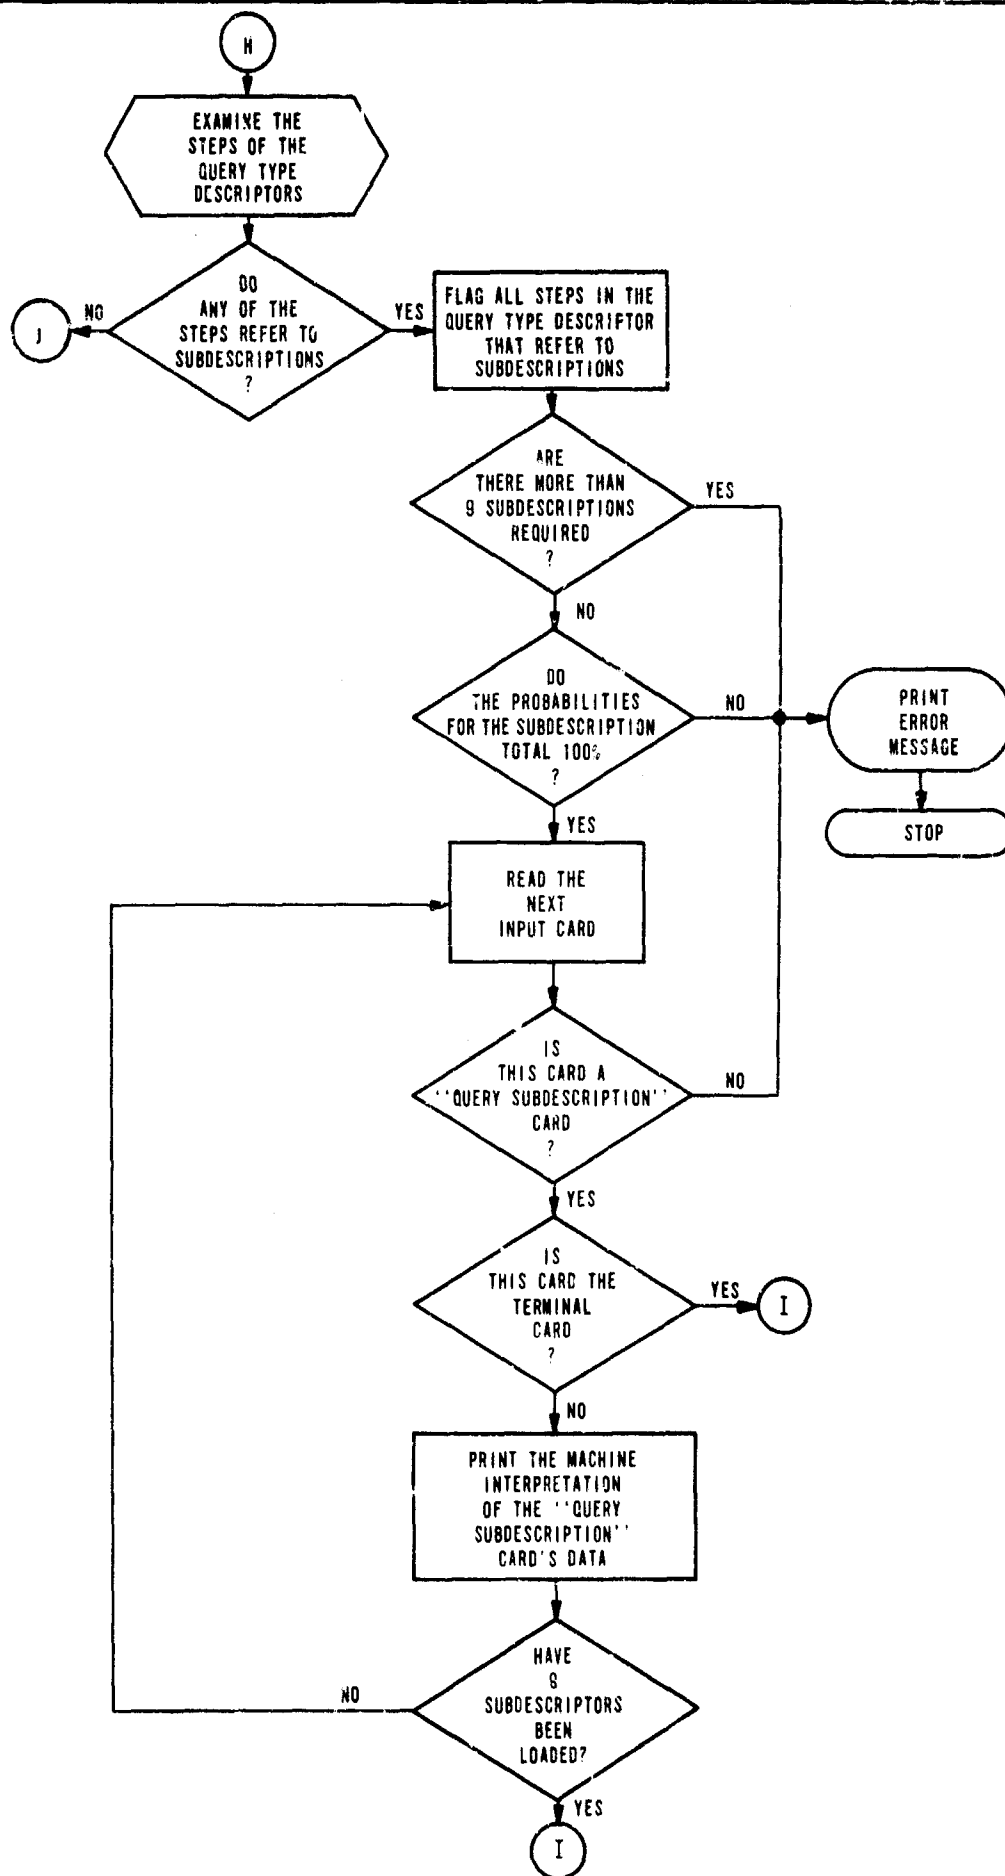 H
EXAMINE THE
STEPS OF THE
QUERY TYPE
DESCRIPTORS
DO
ANY OF THE
STEPS REFER TO
SUBDESCRIPTIONS
?
NO
J
YES
FLAG ALL STEPS IN THE
QUERY TYPE DESCRIPTOR
THAT REFER TO
SUBDESCRIPTIONS
ARE
THERE MORE THAN
9 SUBDESCRIPTIONS
REQUIRED
?
YES
NO
DO
THE PROBABILITIES
FOR THE SUBDESCRIPTION
TOTAL 100%
?
NO
PRINT
ERROR
MESSAGE
STOP
YES
READ THE
NEXT
INPUT CARD
IS
THIS CARD A
''QUERY SUBDESCRIPTION''
CARD
?
NO
YES
IS
THIS CARD THE
TERMINAL
CARD
?
YES
I
NO
PRINT THE MACHINE
INTERPRETATION
OF THE ''QUERY
SUBDESCRIPTION''
CARD'S DATA
HAVE
SUBDESCRIPTORS
BEEN
LOADED?
NO
YES
I